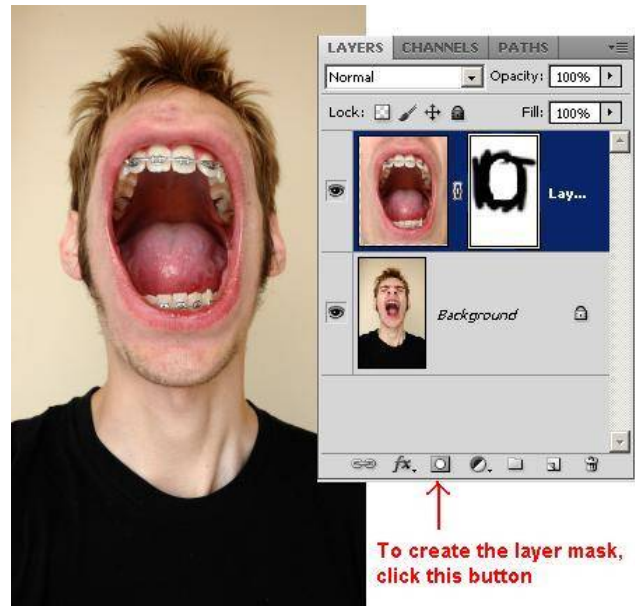 LAYERS CHANNELS PATHS
Normal Opacity: 100%
Lock: Fill: 100%
Lay...
Background
fx.
To create the layer mask,
click this button